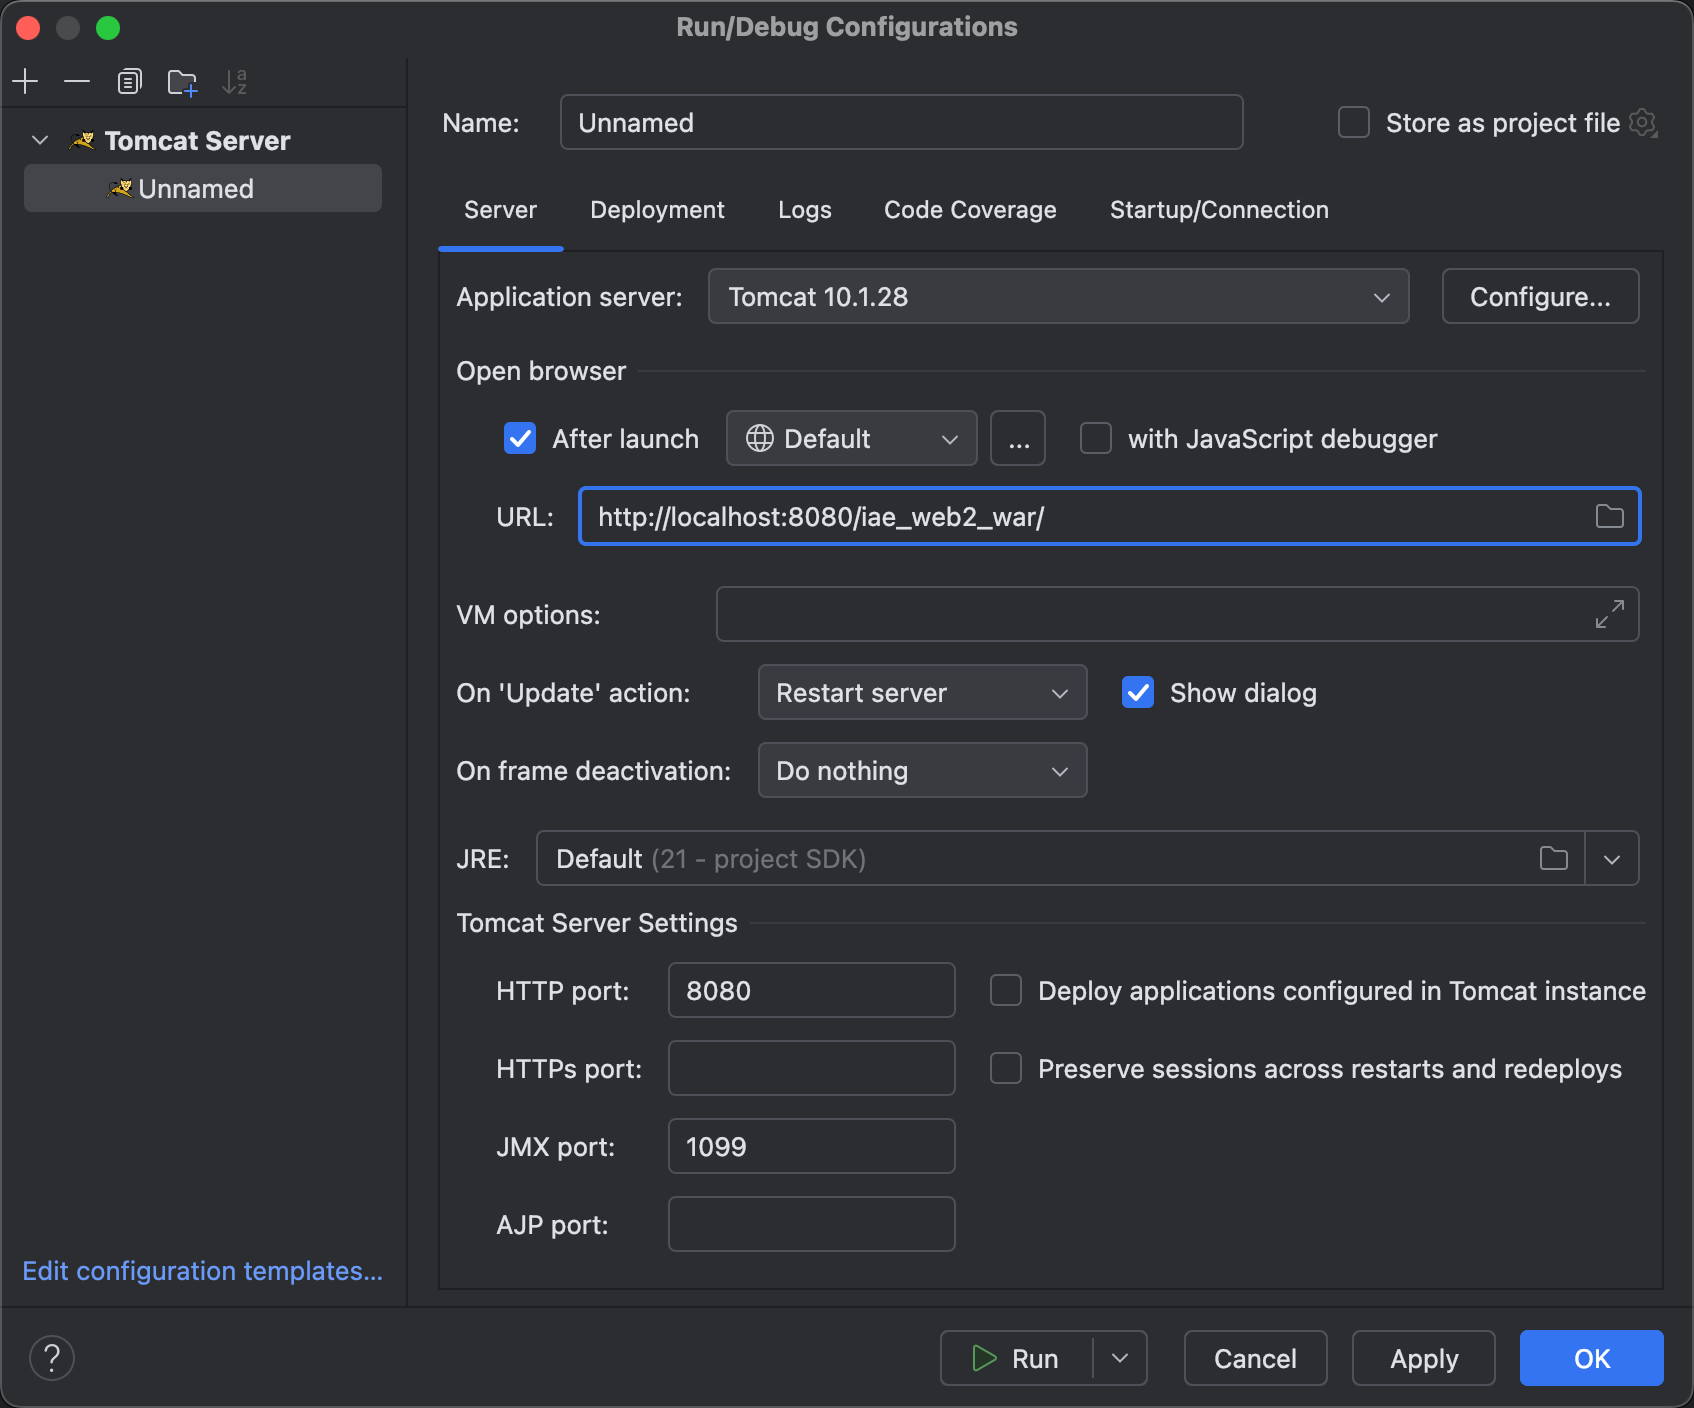 Run/Debug Configurations
Tomcat Server
Unnamed
Edit configuration templates...
Name: Unnamed Store as project file
Server Deployment Logs Code Coverage Startup/Connection
Application server: Tomcat 10.1.28 Configure...
Open browser
After launch Default ... with JavaScript debugger
URL: http://localhost:8080/iae_web2_war/
VM options:
On 'Update' action: Restart server Show dialog
On frame deactivation: Do nothing
JRE: Default (21 - project SDK)
Tomcat Server Settings
HTTP port: 8080 Deploy applications configured in Tomcat instance
HTTPs port: Preserve sessions across restarts and redeploys
JMX port: 1099
AJP port:
? Run Cancel Apply OK